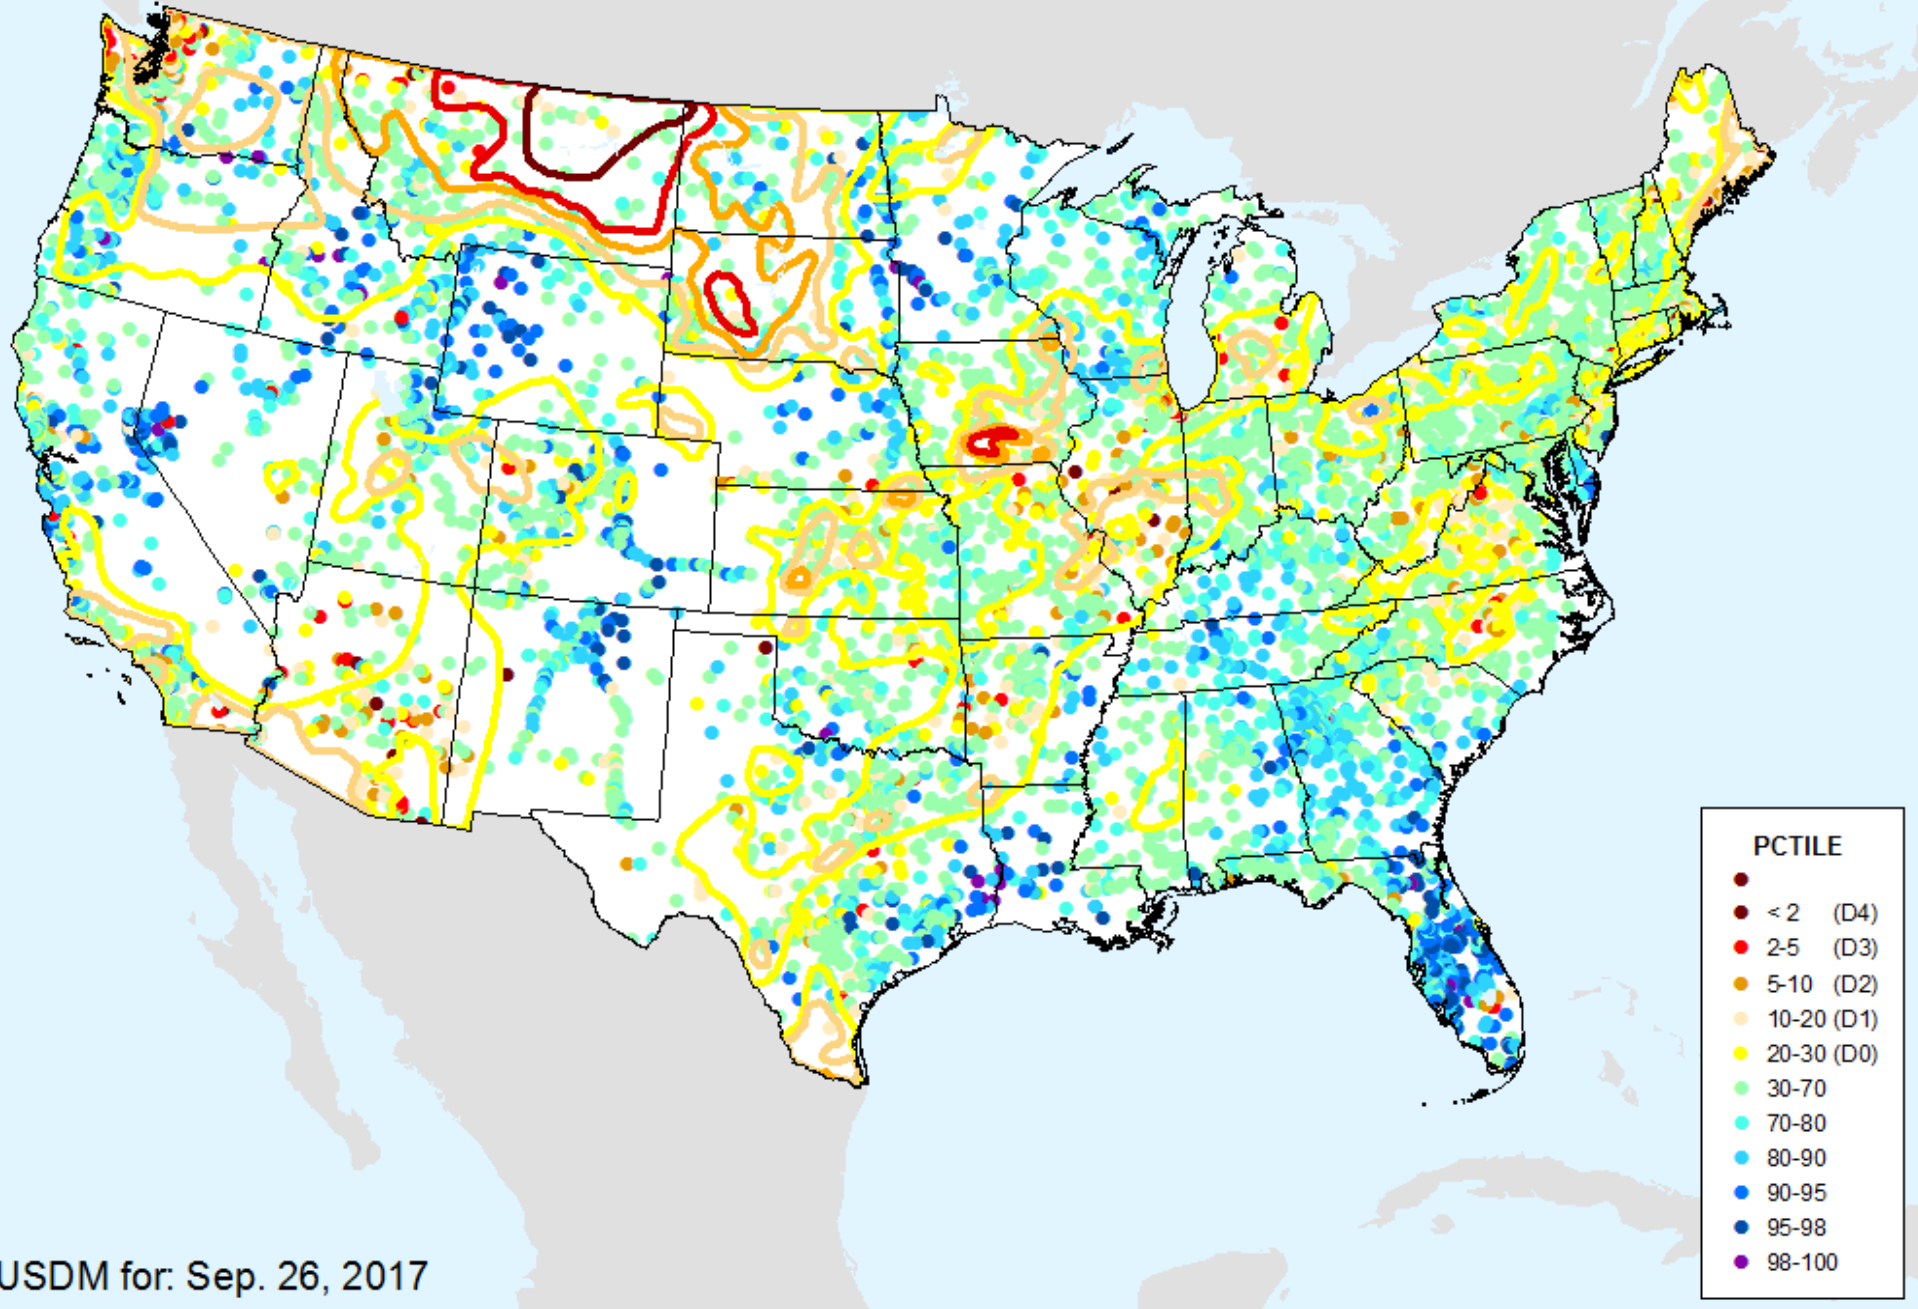 PCTILE
< 2 (D4)
2-5 (D3)
5-10 (D2)
10-20 (D1)
20-30 (D0)
30-70
70-80
80-90
90-95
95-98
98-100
USDM for: Sep. 26, 2017